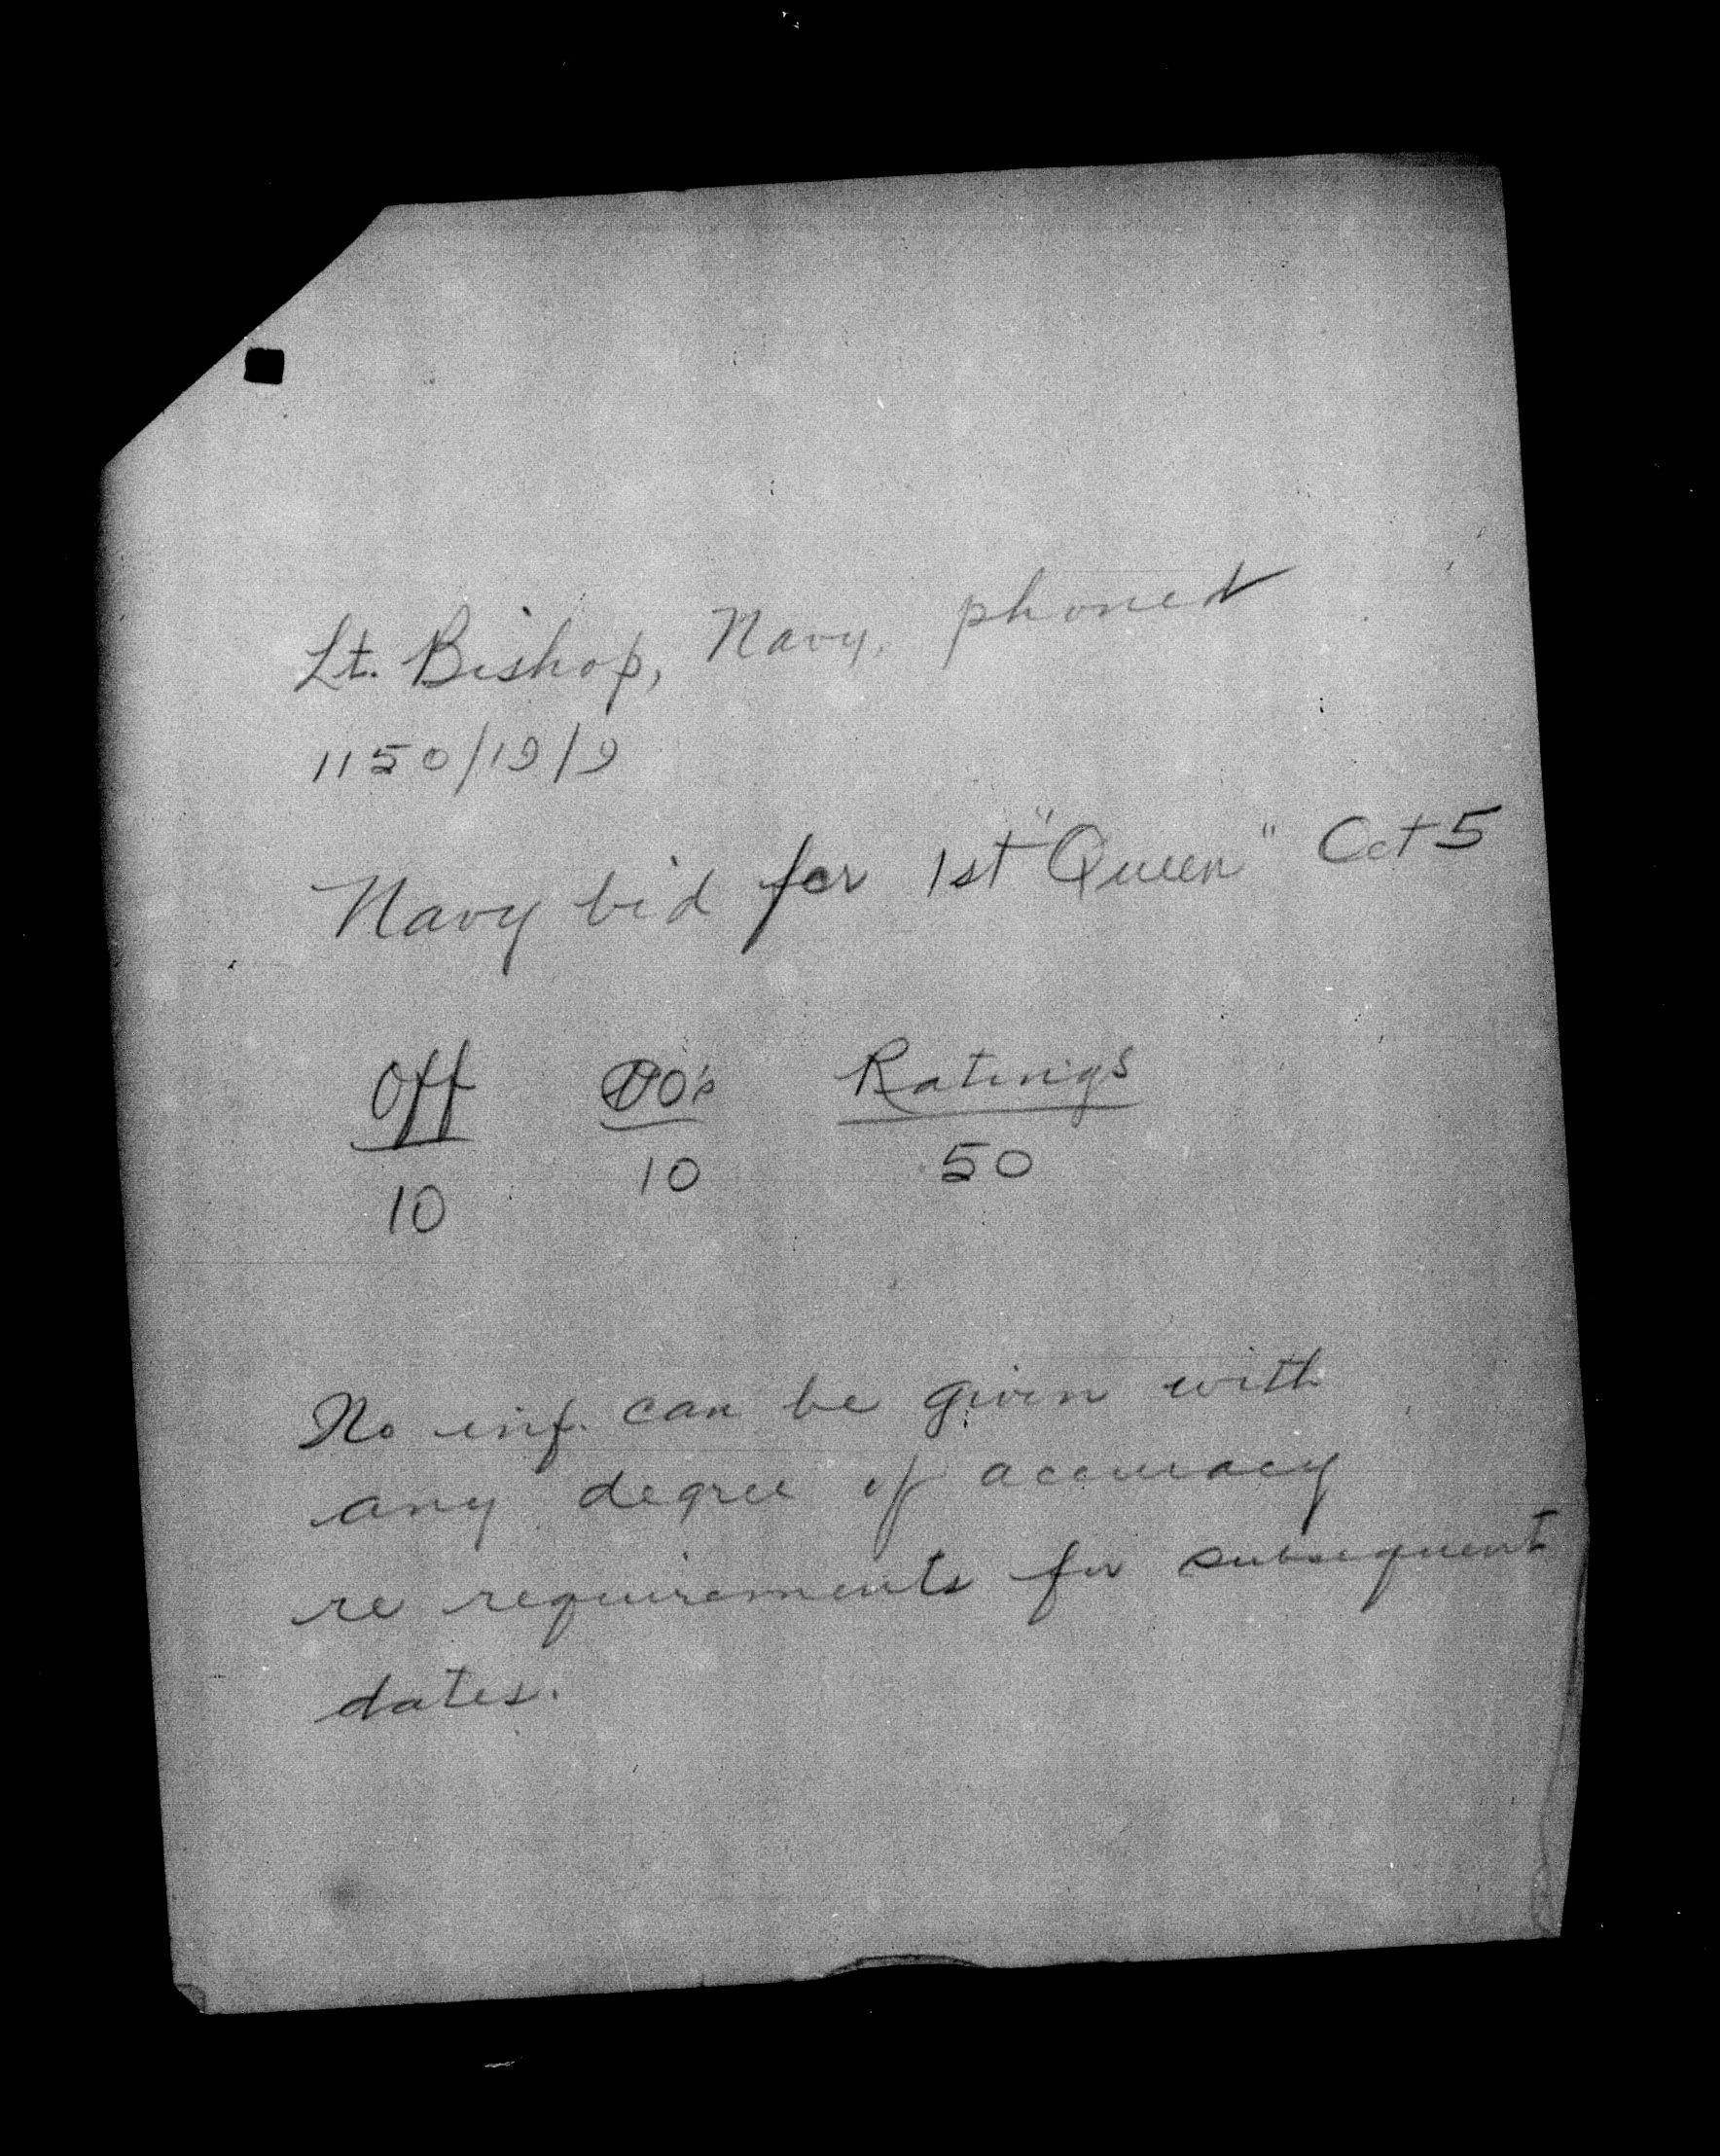 Lt. Bishop, Navy, phoned
1150/19/9
Navy bid for 1st "Queen" Oct 5
Off PO's Ratings
10 10 50
No inf. can be given with
any degree of accuracy
re requirements for subsequent
dates.